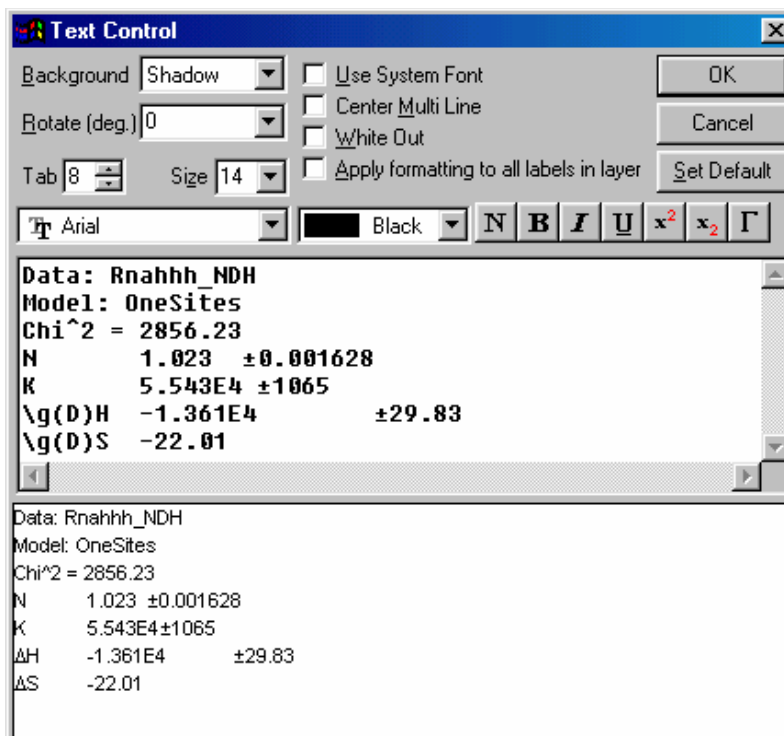 Text Control
Background Shadow Use System Font OK
Center Multi Line
Rotate (deg.) 0 White Out Cancel
Tab 8 Size 14 Apply formatting to all labels in layer Set Default
Arial Black N B I U x² x₂ Γ
Data: Rnahhh_NDH
Model: OneSites
Chi^2 = 2856.23
N 1.023 ±0.001628
K 5.543E4 ±1065
\g(D)H -1.361E4 ±29.83
\g(D)S -22.01
Data: Rnahhh_NDH
Model: OneSites
Chi^2 = 2856.23
N 1.023 ±0.001628
K 5.543E4±1065
ΔH -1.361E4 ±29.83
ΔS -22.01